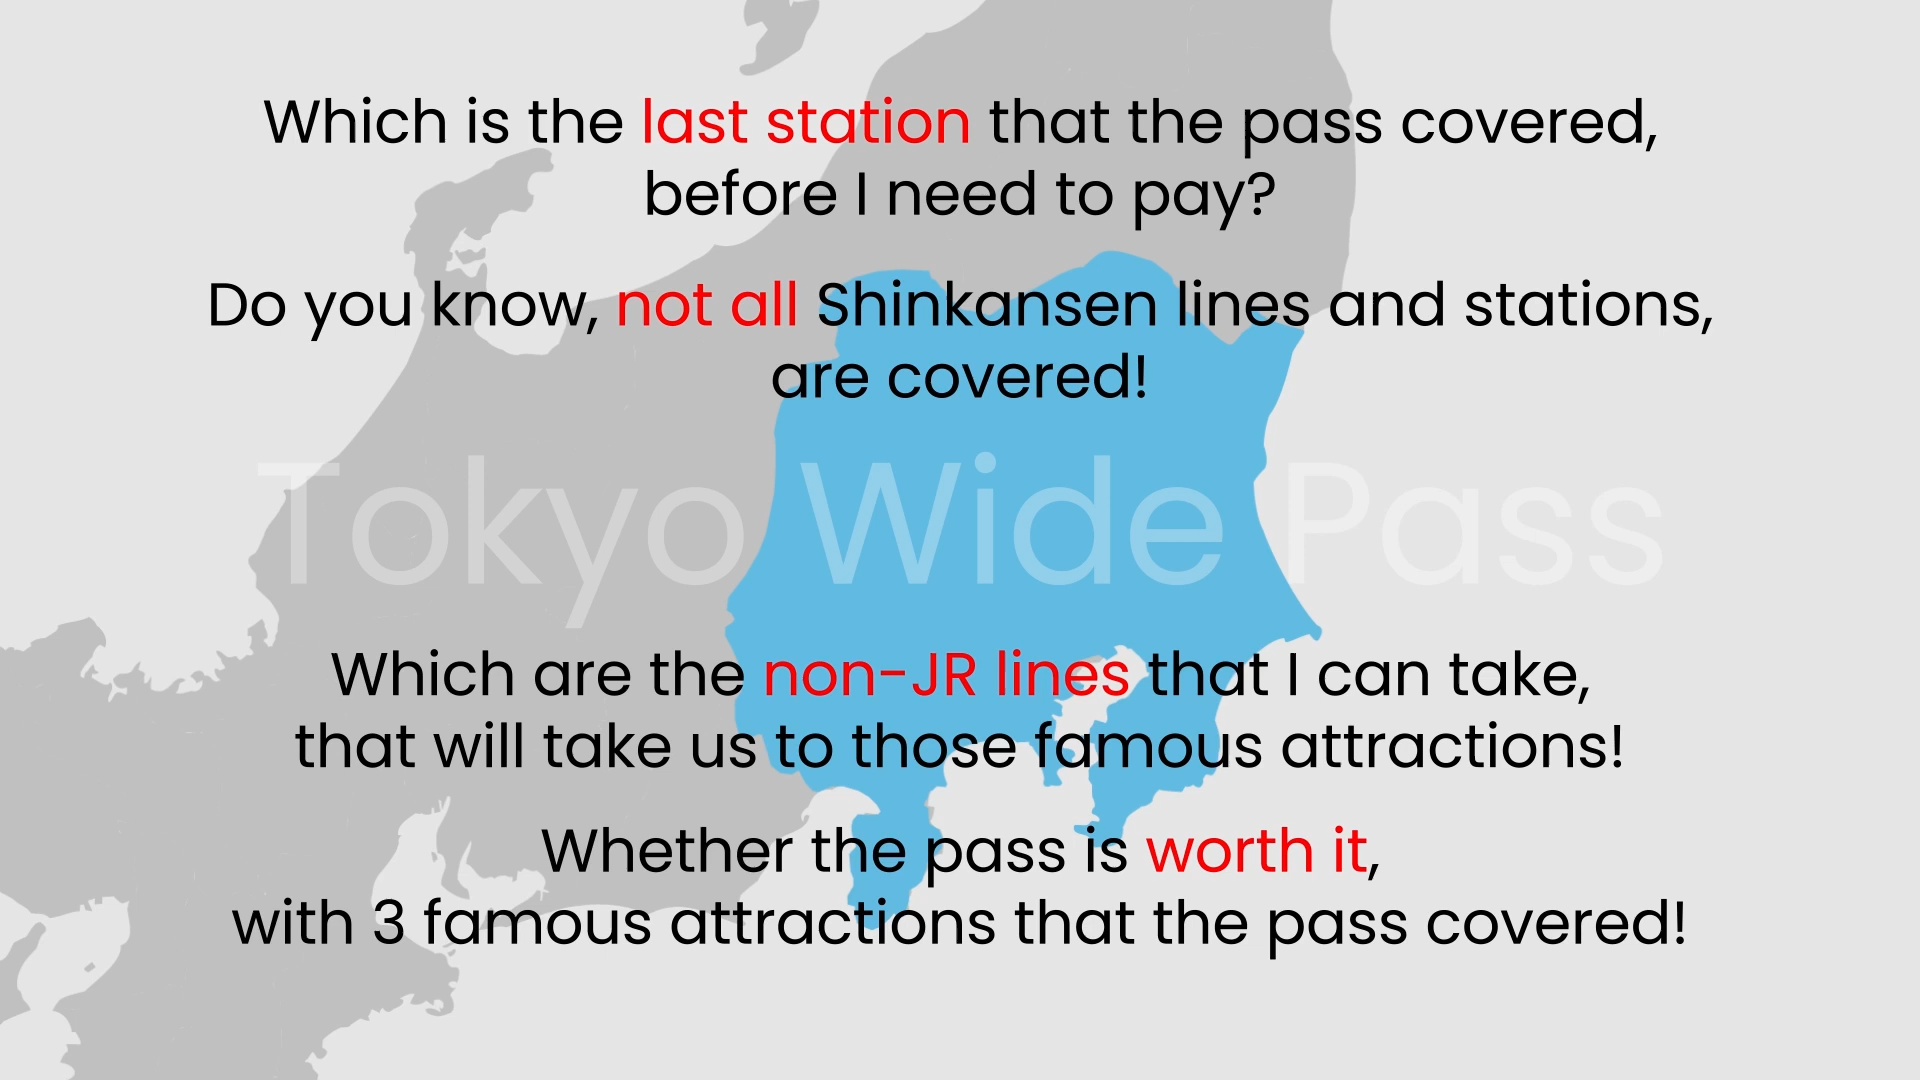 Which is the last station that the pass covered,
before I need to pay?
Do you know, not all Shinkansen lines and stations,
are covered!
Tokyo Wide Pass
Which are the non-JR lines that I can take,
that will take us to those famous attractions!
Whether the pass is worth it,
with 3 famous attractions that the pass covered!